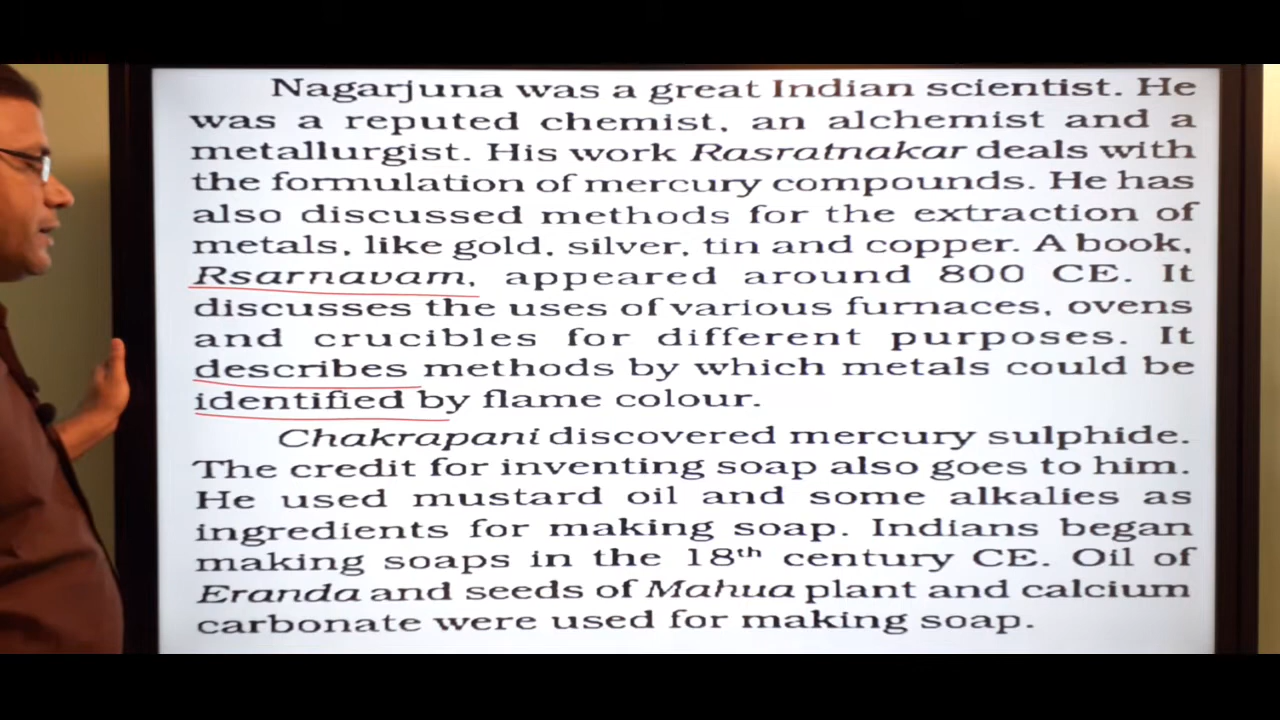 Nagarjuna was a great Indian scientist. He
was a reputed chemist, an alchemist and a
metallurgist. His work Rasratnakar deals with
the formulation of mercury compounds. He has
also discussed methods for the extraction of
metals, like gold, silver, tin and copper. A book,
Rsarnavam, appeared around 800 CE. It
discusses the uses of various furnaces, ovens
and crucibles for different purposes. It
describes methods by which metals could be
identified by flame colour.
Chakrapani discovered mercury sulphide.
The credit for inventing soap also goes to him.
He used mustard oil and some alkalies as
ingredients for making soap. Indians began
making soaps in the 18th century CE. Oil of
Eranda and seeds of Mahua plant and calcium
carbonate were used for making soap.